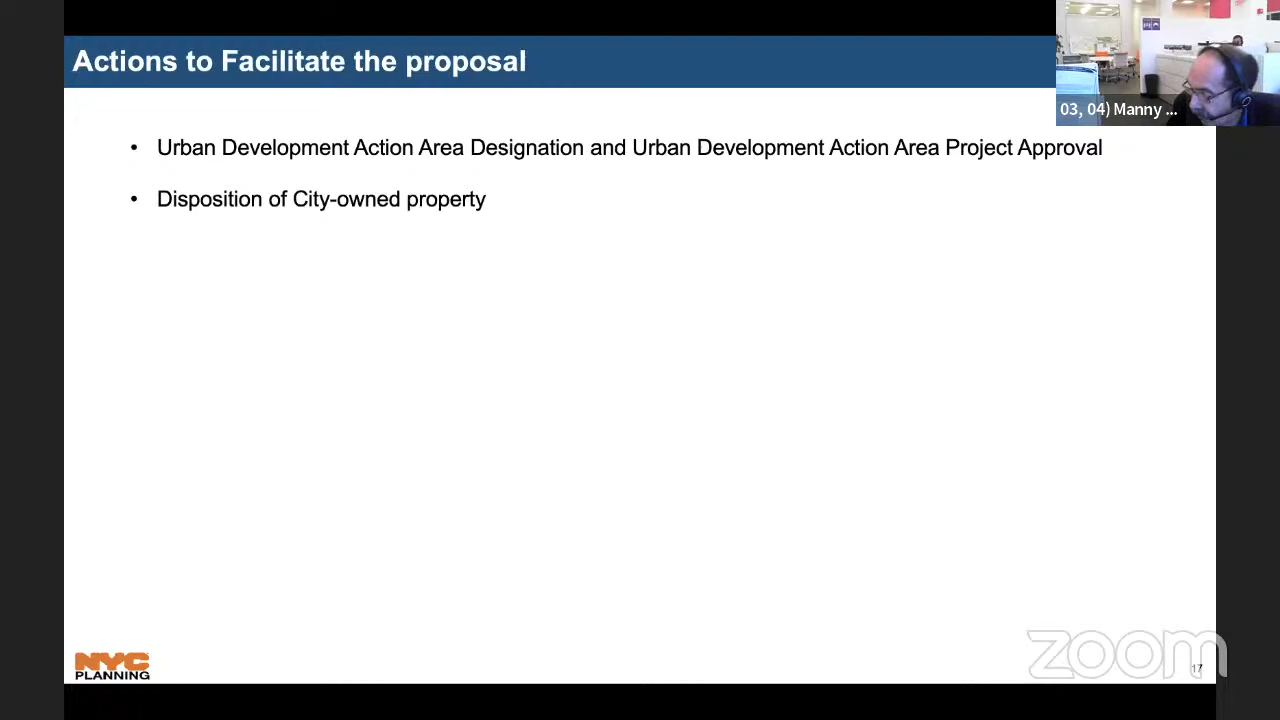 Actions to Facilitate the proposal
03, 04) Manny ...
• Urban Development Action Area Designation and Urban Development Action Area Project Approval
• Disposition of City-owned property
NYC
PLANNING
zoom
17